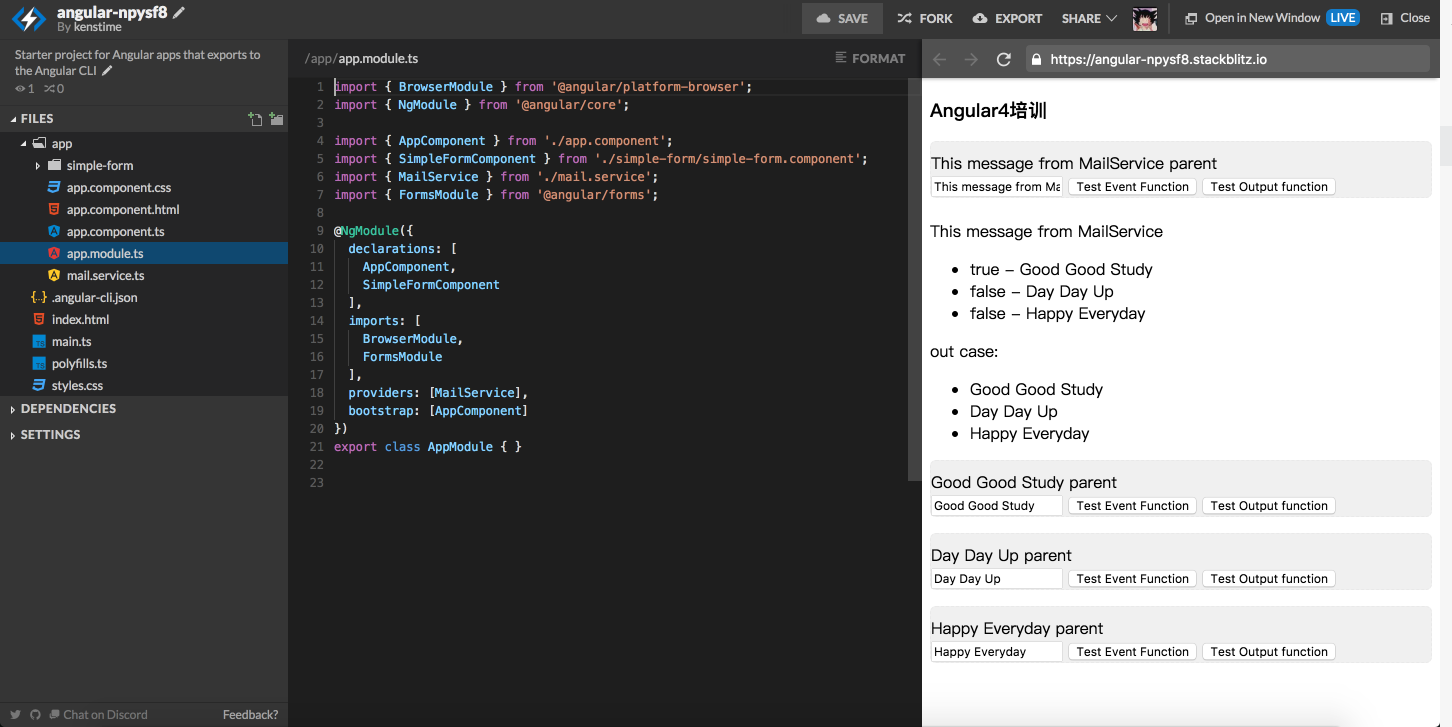 angular-npysf8
By kenstime
SAVE
FORK
EXPORT
SHARE
Open in New Window LIVE
Close
Starter project for Angular apps that exports to
the Angular CLI
1 0
FILES
app
simple-form
app.component.css
app.component.html
app.component.ts
app.module.ts
mail.service.ts
{..} .angular-cli.json
index.html
main.ts
polyfills.ts
styles.css
DEPENDENCIES
SETTINGS
Chat on Discord
Feedback?
/app/app.module.ts
FORMAT
1 import { BrowserModule } from '@angular/platform-browser';
2 import { NgModule } from '@angular/core';
3
4 import { AppComponent } from './app.component';
5 import { SimpleFormComponent } from './simple-form/simple-form.component';
6 import { MailService } from './mail.service';
7 import { FormsModule } from '@angular/forms';
8
9 @NgModule({
10 declarations: [
11 AppComponent,
12 SimpleFormComponent
13 ],
14 imports: [
15 BrowserModule,
16 FormsModule
17 ],
18 providers: [MailService],
19 bootstrap: [AppComponent]
20 })
21 export class AppModule { }
22
23
https://angular-npysf8.stackblitz.io
Angular4培训
This message from MailService parent
This message from Ma Test Event Function Test Output function
This message from MailService
• true – Good Good Study
• false – Day Day Up
• false – Happy Everyday
out case:
• Good Good Study
• Day Day Up
• Happy Everyday
Good Good Study parent
Good Good Study Test Event Function Test Output function
Day Day Up parent
Day Day Up Test Event Function Test Output function
Happy Everyday parent
Happy Everyday Test Event Function Test Output function